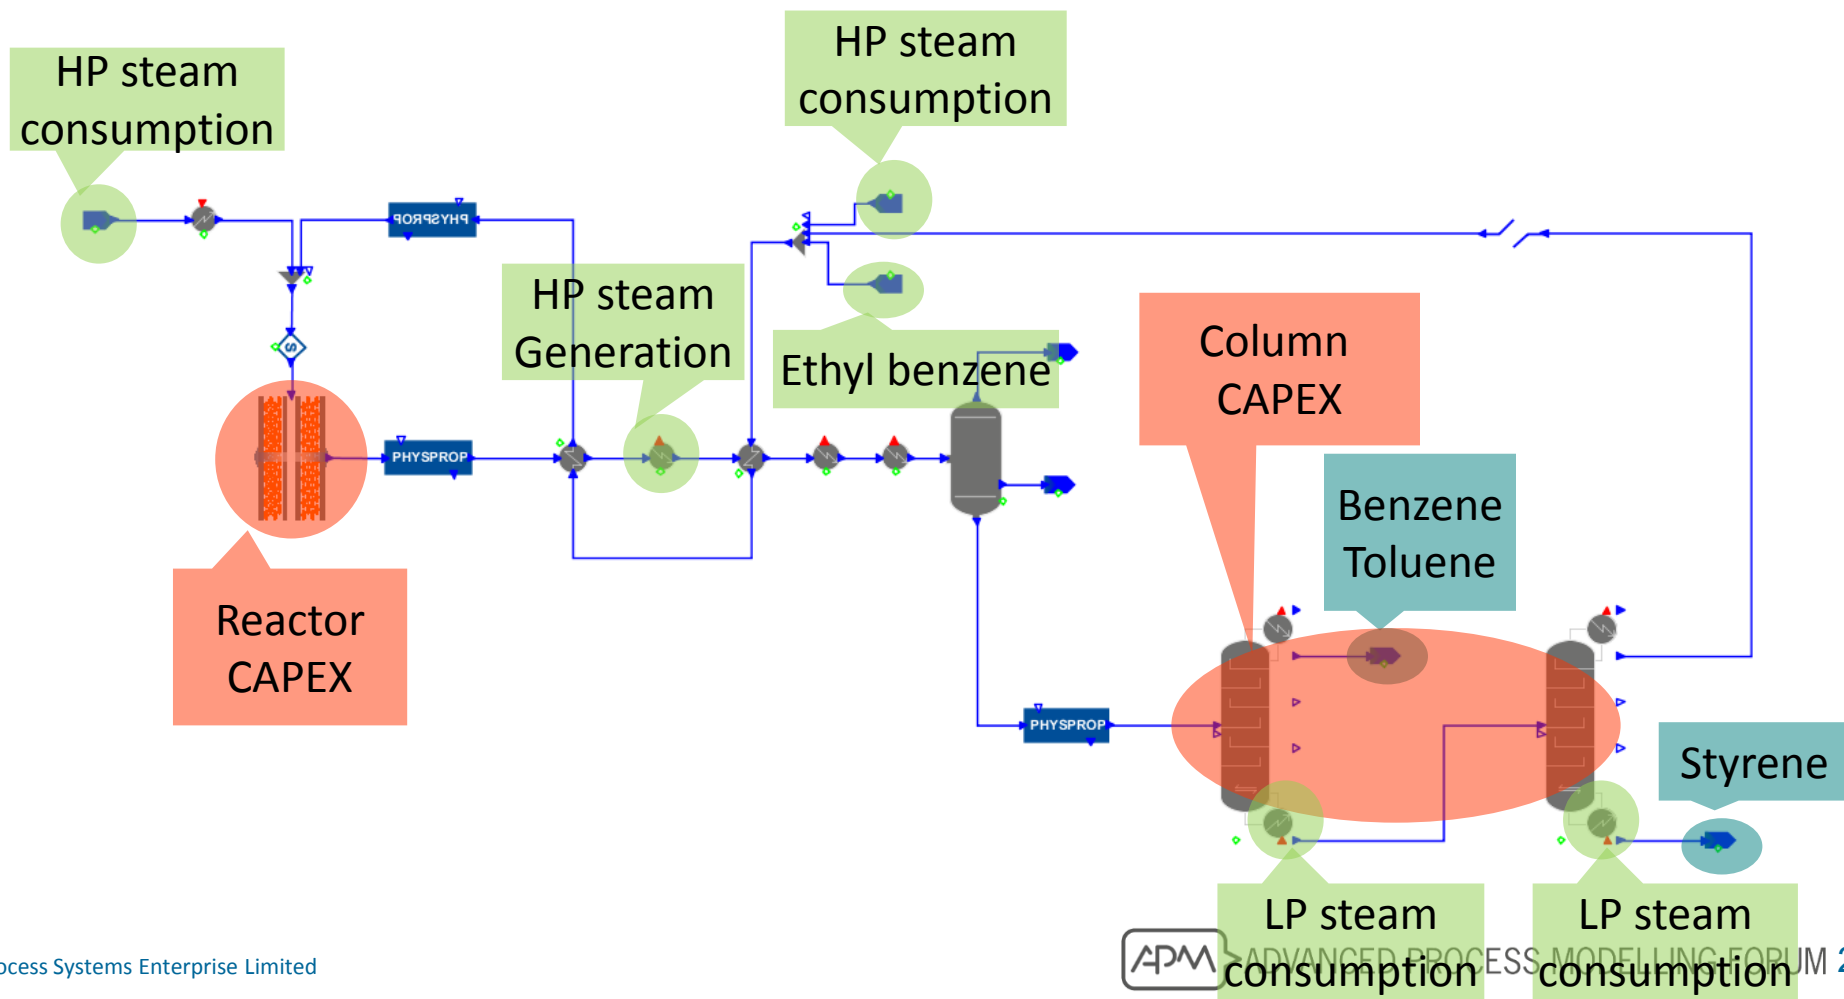 HP steam
consumption
HP steam
consumption
PHYSPROP
HP steam
Generation
Ethyl benzene
S
PHYSPROP
Column
CAPEX
Benzene
Toluene
Reactor
CAPEX
PHYSPROP
Styrene
LP steam
consumption
LP steam
consumption
ocess Systems Enterprise Limited
APM ADVANCED PROCESS MODELLING FORUM 2